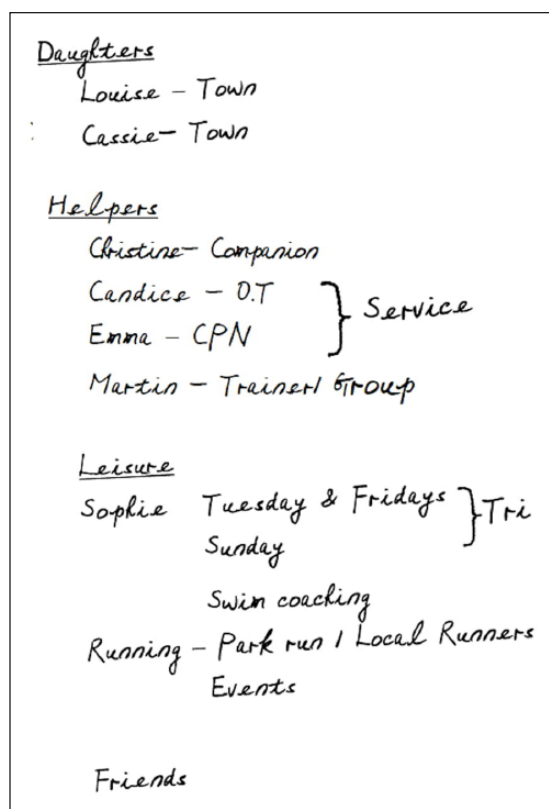 Daughters
Louise – Town
Cassie – Town
Helpers
Christine – Companion
Candice – O.T
Emma – CPN
} Service
Martin – Trainer/ Group
Leisure
Sophie Tuesday & Fridays
Sunday
} Tri
Swim coaching
Running – Park run / Local Runners
Events
Friends